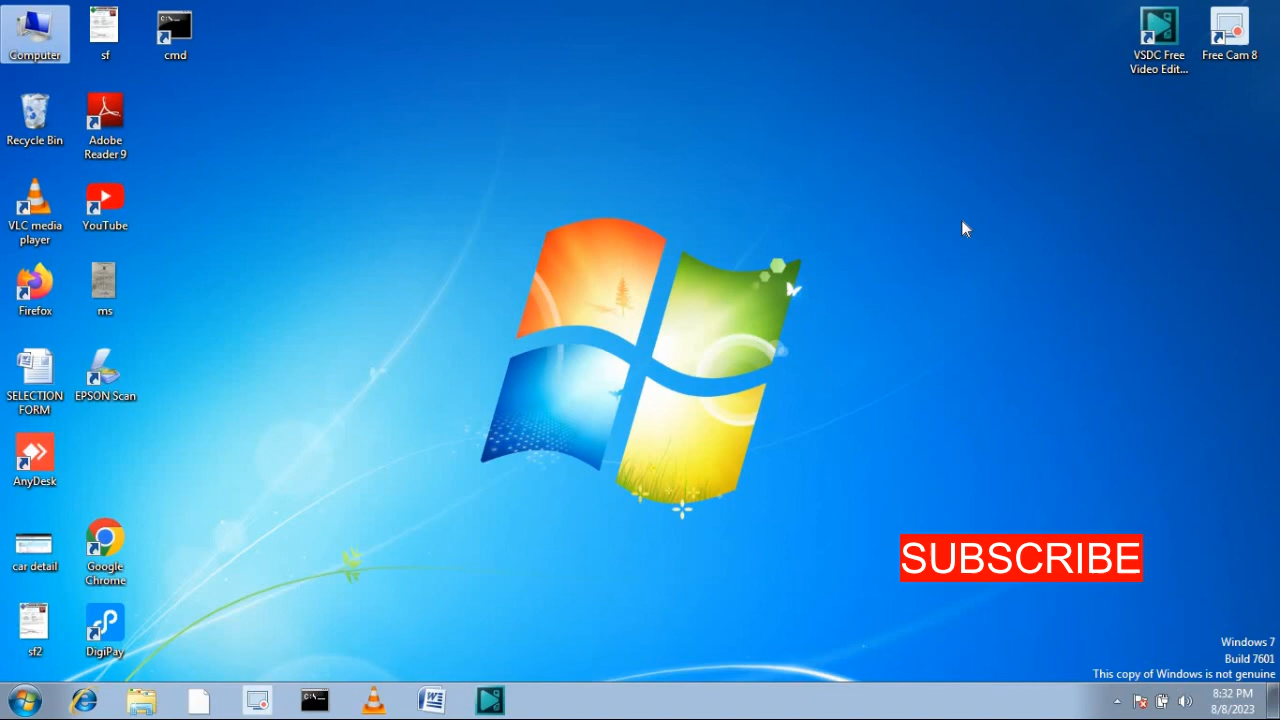 Computer
sf
cmd
VSDC Free
Video Edit...
Free Cam 8
Recycle Bin
Adobe
Reader 9
VLC media
player
YouTube
Firefox
ms
SELECTION
FORM
EPSON Scan
AnyDesk
car detail
Google
Chrome
sf2
DigiPay
SUBSCRIBE
Windows 7
Build 7601
This copy of Windows is not genuine
8:32 PM
8/8/2023